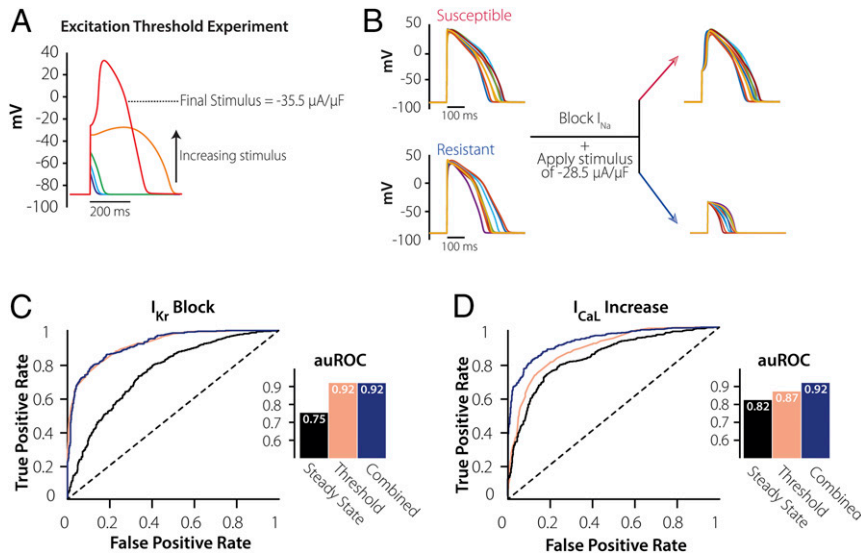 A
Excitation Threshold Experiment
mV
40
20
0
-20
-40
-60
-80
-100
Final Stimulus = -35.5 µA/µF
Increasing stimulus
200 ms
B
Susceptible
mV
50
0
-50
-100
100 ms
Resistant
mV
50
0
-50
-100
100 ms
Block INa
+
Apply stimulus
of -28.5 µA/µF
C
IKr Block
True Positive Rate
1
0.8
0.6
0.4
0.2
0
0 0.2 0.4 0.6 0.8 1
False Positive Rate
auROC
0.9
0.8
0.7
0.6
0.75
0.92
0.92
Steady State
Threshold
Combined
D
ICaL Increase
True Positive Rate
1
0.8
0.6
0.4
0.2
0
0 0.2 0.4 0.6 0.8 1
False Positive Rate
auROC
0.9
0.8
0.7
0.6
0.82
0.87
0.92
Steady State
Threshold
Combined